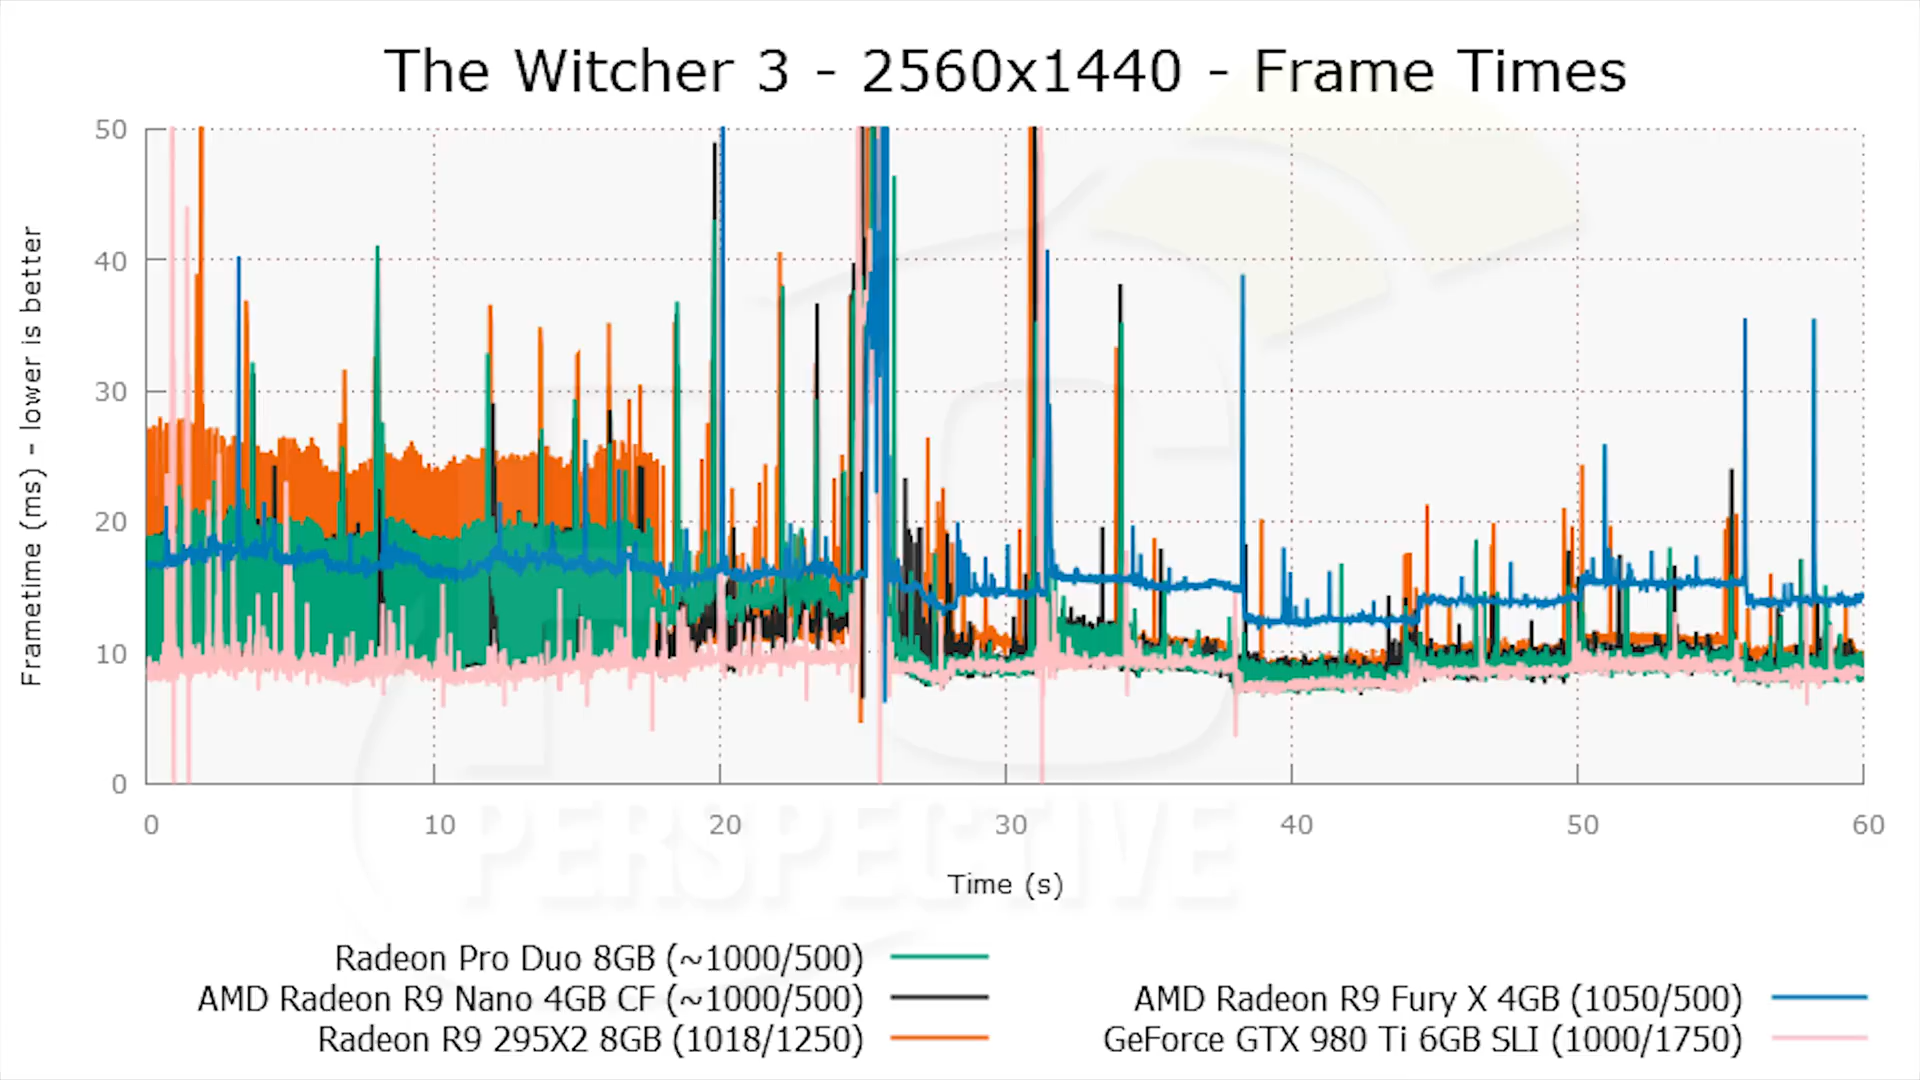 The Witcher 3 - 2560x1440 - Frame Times
Frametime (ms) - lower is better
50
40
30
20
10
0
0 10 20 30 40 50 60
Time (s)
PERSPECTIVE
Radeon Pro Duo 8GB (~1000/500)
AMD Radeon R9 Nano 4GB CF (~1000/500)
Radeon R9 295X2 8GB (1018/1250)
AMD Radeon R9 Fury X 4GB (1050/500)
GeForce GTX 980 Ti 6GB SLI (1000/1750)